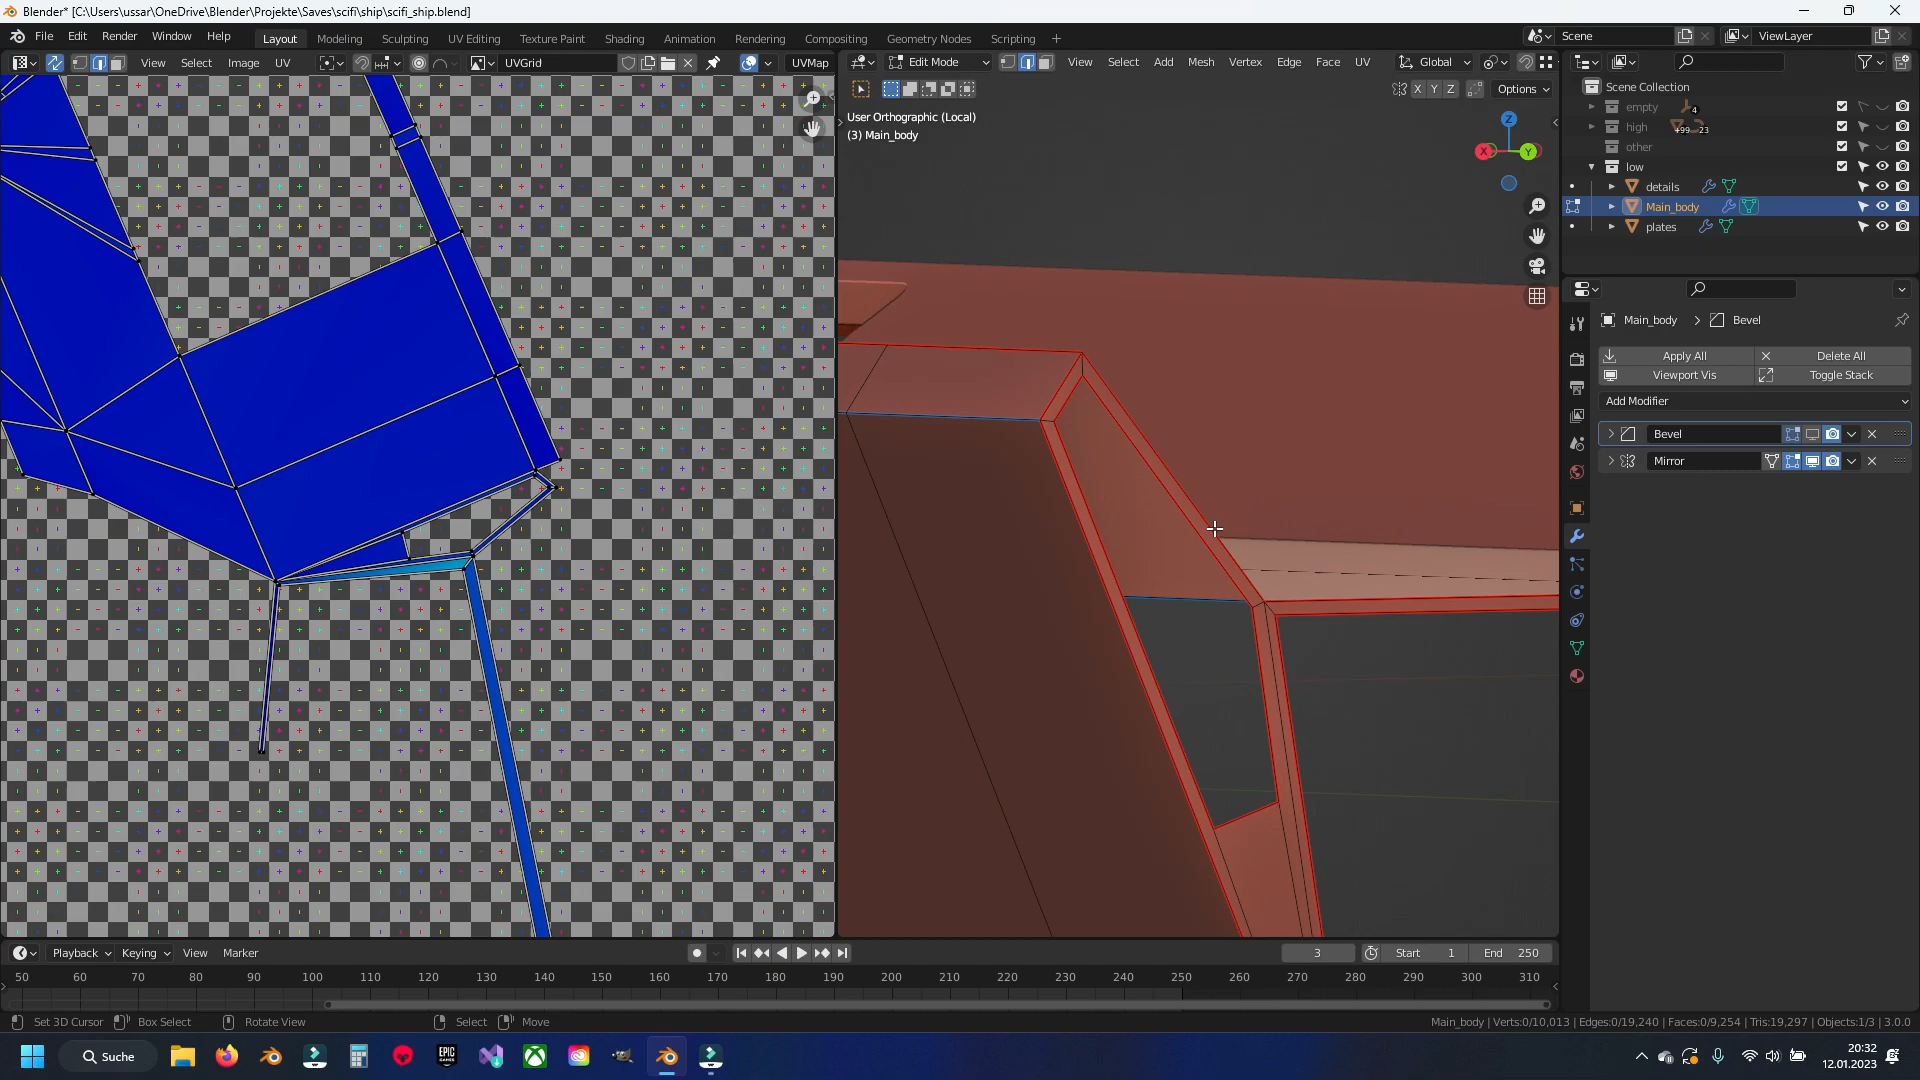 Blender* [C:\Users\ussar\OneDrive\Blender\Projekte\Saves\scifi\ship\scifi_ship.blend]
File Edit Render Window Help Layout Modeling Sculpting UV Editing Texture Paint Shading Animation Rendering Compositing Geometry Nodes Scripting + Scene ViewLayer
View Select Image UV UVGrid UVMap
Edit Mode View Select Add Mesh Vertex Edge Face UV Global
X Y Z Options
User Orthographic (Local)
(3) Main_body
Z
X
Y
Scene Collection
empty 4
high +99 23
other
low
details
Main_body
plates
Main_body > Bevel
Apply All Delete All
Viewport Vis Toggle Stack
Add Modifier
Bevel
Mirror
Playback Keying View Marker 3 Start 1 End 250
50 60 70 80 90 100 110 120 130 140 150 160 170 180 190 200 210 220 230 240 250 260 270 280 290 300 310
Set 3D Cursor Box Select Rotate View Select Move Main_body | Verts:0/10,013 | Edges:0/19,240 | Faces:0/9,254 | Tris:19,297 | Objects:1/3 | 3.0.0
Suche
EPIC GAMES
20:32
12.01.2023